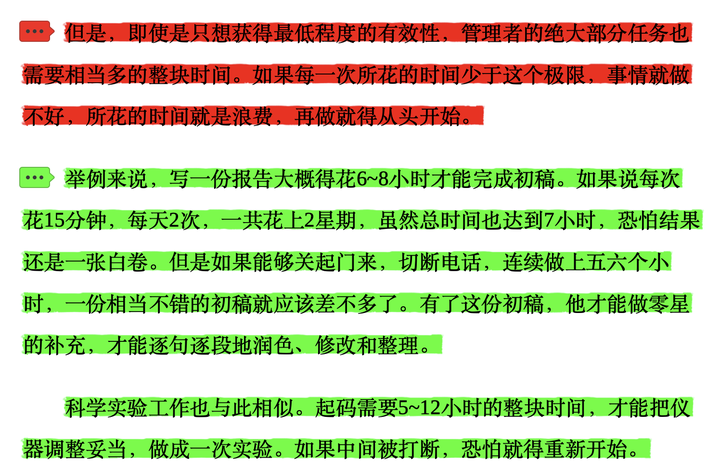 但是，即使是只想获得最低程度的有效性，管理者的绝大部分任务也
需要相当多的整块时间。如果每一次所花的时间少于这个极限，事情就做
不好，所花的时间就是浪费，再做就得从头开始。
举例来说，写一份报告大概得花6~8小时才能完成初稿。如果说每次
花15分钟，每天2次，一共花上2星期，虽然总时间也达到7小时，恐怕结果
还是一张白卷。但是如果能够关起门来，切断电话，连续做上五六个小
时，一份相当不错的初稿就应该差不多了。有了这份初稿，他才能做零星
的补充，才能逐句逐段地润色、修改和整理。
科学实验工作也与此相似。起码需要5~12小时的整块时间，才能把仪
器调整妥当，做成一次实验。如果中间被打断，恐怕就得重新开始。